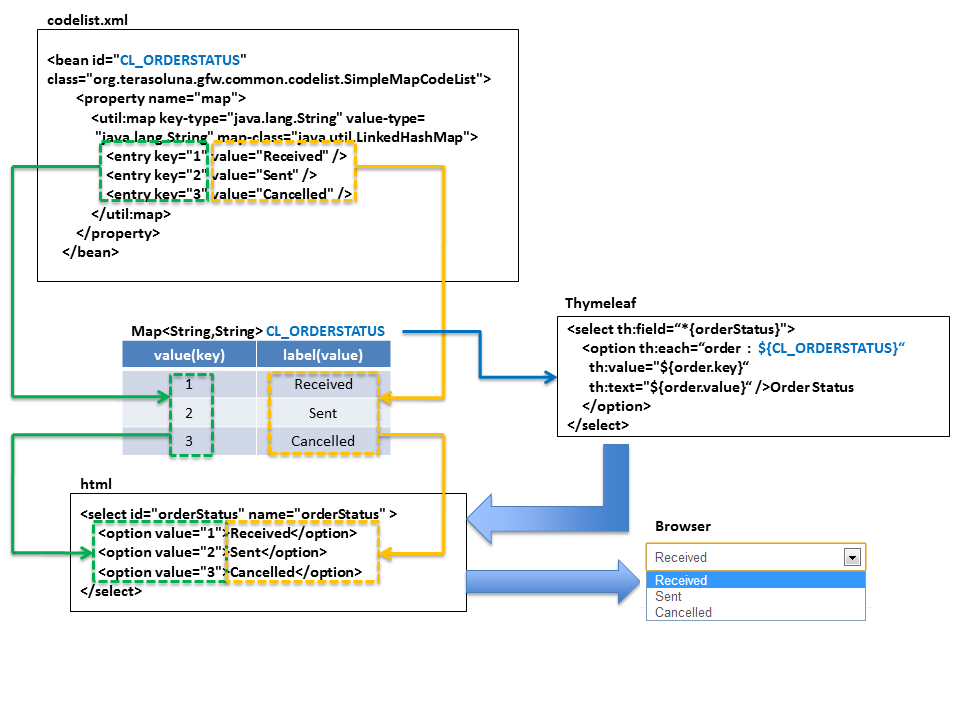 codelist.xml
<bean id="CL_ORDERSTATUS"
class="org.terasoluna.gfw.common.codelist.SimpleMapCodeList">
<property name="map">
<util:map key-type="java.lang.String" value-type=
"java.lang.String" map-class="java.util.LinkedHashMap">
<entry key="1" value="Received" />
<entry key="2" value="Sent" />
<entry key="3" value="Cancelled" />
</util:map>
</property>
</bean>
Map<String,String> CL_ORDERSTATUS
value(key) label(value)
1 Received
2 Sent
3 Cancelled
Thymeleaf
<select th:field=“*{orderStatus}">
<option th:each=“order : ${CL_ORDERSTATUS}“
th:value="${order.key}“
th:text="${order.value}“ />Order Status
</option>
</select>
html
<select id="orderStatus" name="orderStatus" >
<option value="1">Received</option>
<option value="2">Sent</option>
<option value="3">Cancelled</option>
</select>
Browser
Received
Received
Sent
Cancelled